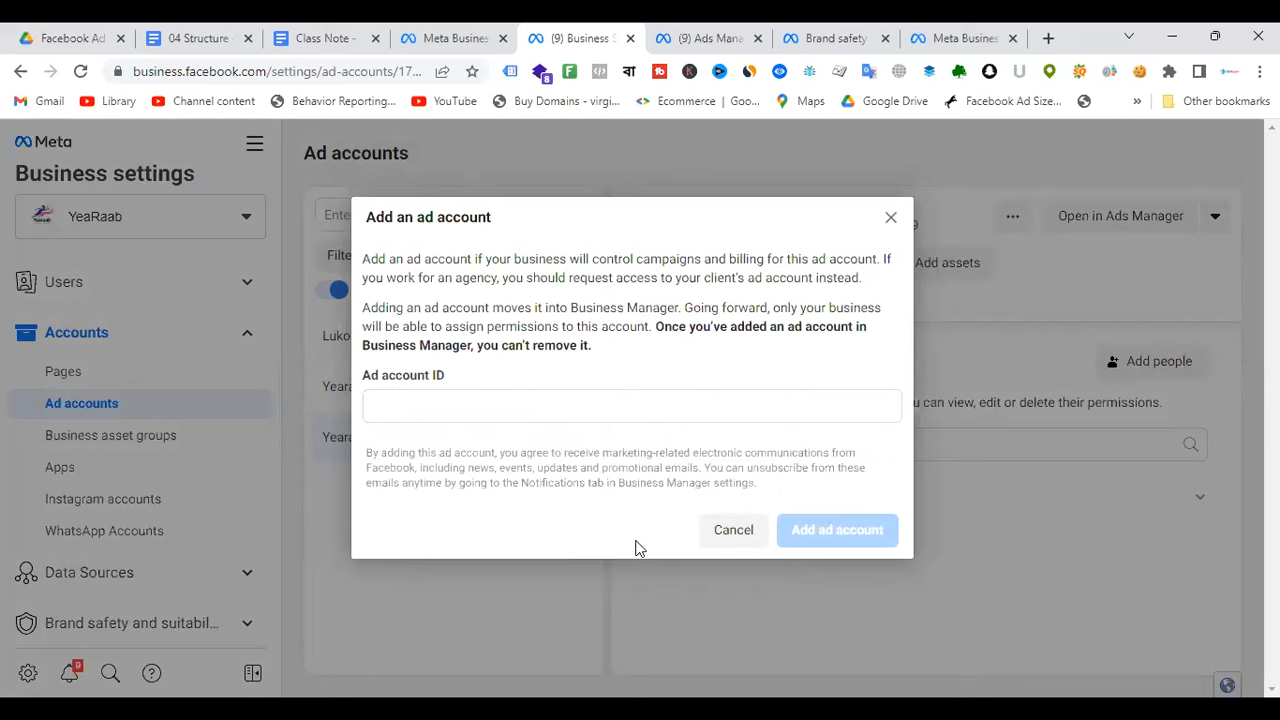 Facebook Ad
04 Structure -
Class Note -
Meta Busine
(9) Business S
(9) Ads Mana
Brand safety
Meta Busine
business.facebook.com/settings/ad-accounts/17...
Gmail
Library
Channel content
Behavior Reporting...
YouTube
Buy Domains - virgi...
Ecommerce | Goo...
Maps
Google Drive
Facebook Ad Size...
»
Other bookmarks
Meta
Business settings
YeaRaab
Users
Accounts
Pages
Ad accounts
Business asset groups
Apps
Instagram accounts
WhatsApp Accounts
Data Sources
Brand safety and suitabil...
9
Ad accounts
Ente
Filte
Luko
Yeara
Yeara
9
Open in Ads Manager
Add assets
Add people
u can view, edit or delete their permissions.
Add an ad account
Add an ad account if your business will control campaigns and billing for this ad account. If
you work for an agency, you should request access to your client's ad account instead.
Adding an ad account moves it into Business Manager. Going forward, only your business
will be able to assign permissions to this account. Once you've added an ad account in
Business Manager, you can't remove it.
Ad account ID
By adding this ad account, you agree to receive marketing-related electronic communications from
Facebook, including news, events, updates and promotional emails. You can unsubscribe from these
emails anytime by going to the Notifications tab in Business Manager settings.
Cancel
Add ad account